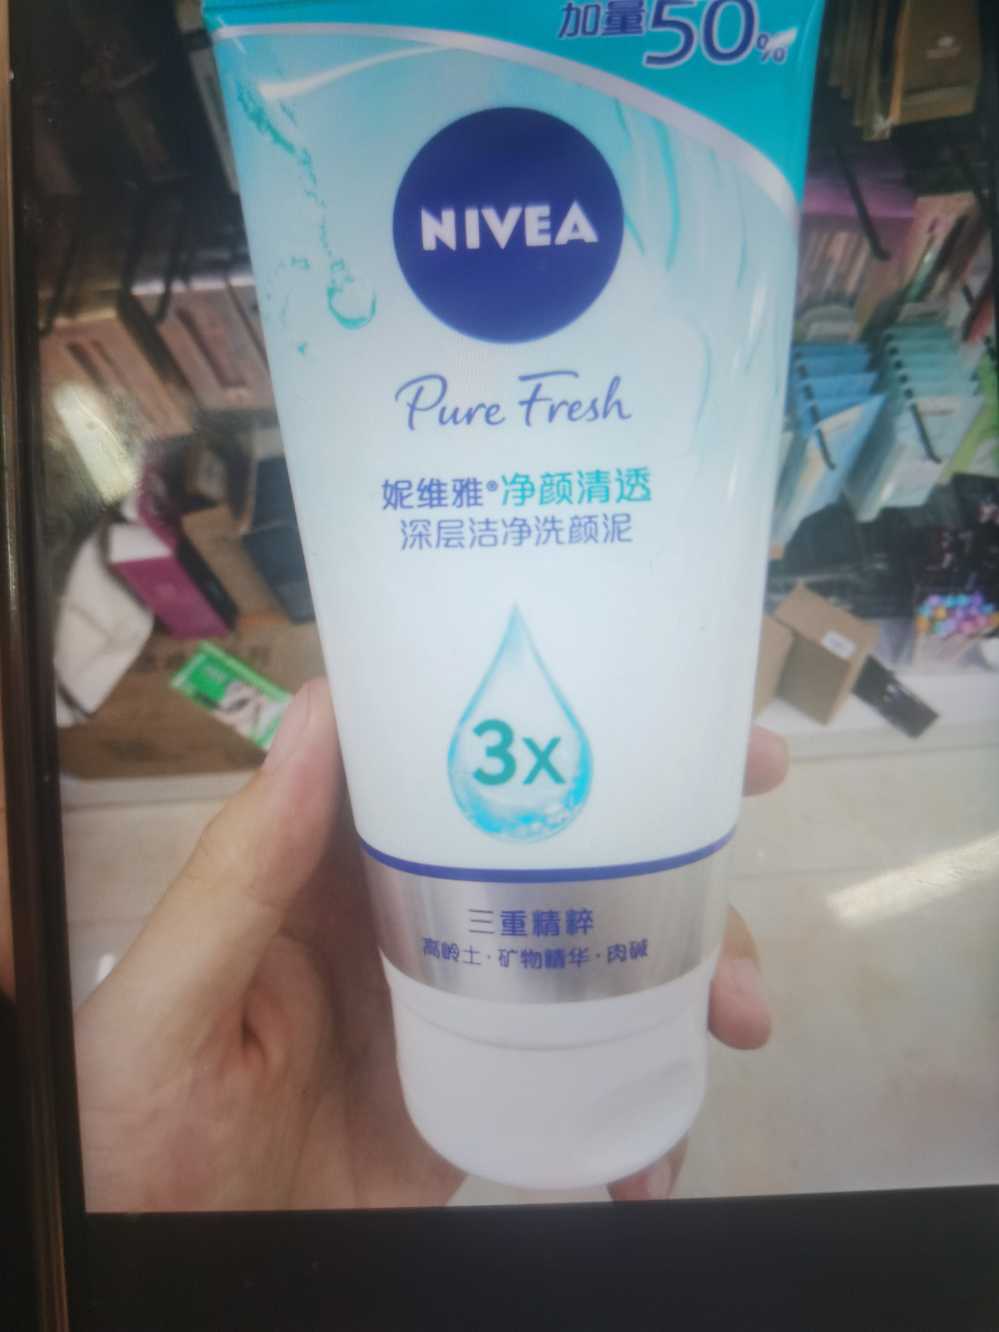 加量50%
NIVEA
Pure Fresh
妮维雅®净颜清透
深层洁净洗颜泥
3x
三重精粹
高岭土·矿物精华·肉碱